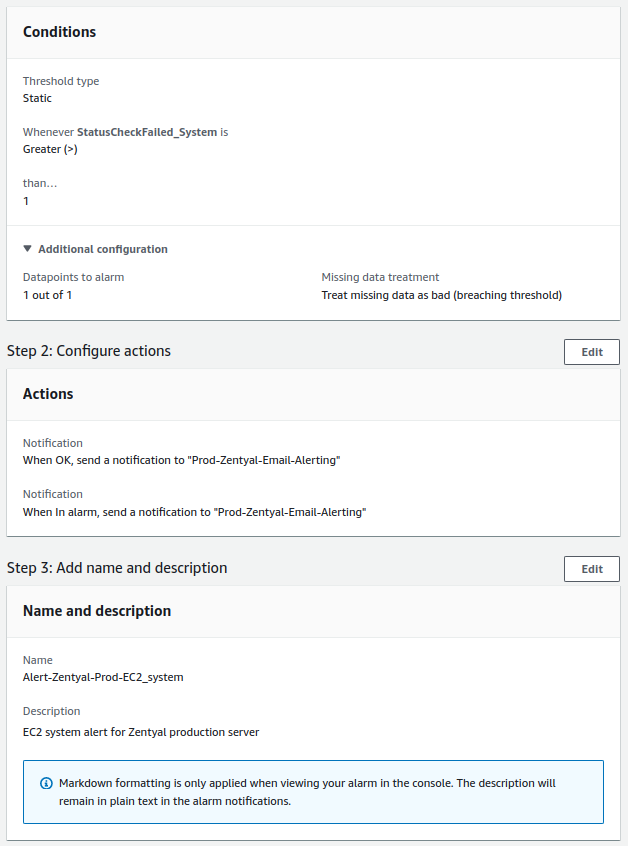 Conditions
Threshold type
Static
Whenever StatusCheckFailed_System is
Greater (>)
than...
1
Additional configuration
Datapoints to alarm
1 out of 1
Missing data treatment
Treat missing data as bad (breaching threshold)
Step 2: Configure actions
Edit
Actions
Notification
When OK, send a notification to "Prod-Zentyal-Email-Alerting"
Notification
When In alarm, send a notification to "Prod-Zentyal-Email-Alerting"
Step 3: Add name and description
Edit
Name and description
Name
Alert-Zentyal-Prod-EC2_system
Description
EC2 system alert for Zentyal production server
Markdown formatting is only applied when viewing your alarm in the console. The description will
remain in plain text in the alarm notifications.